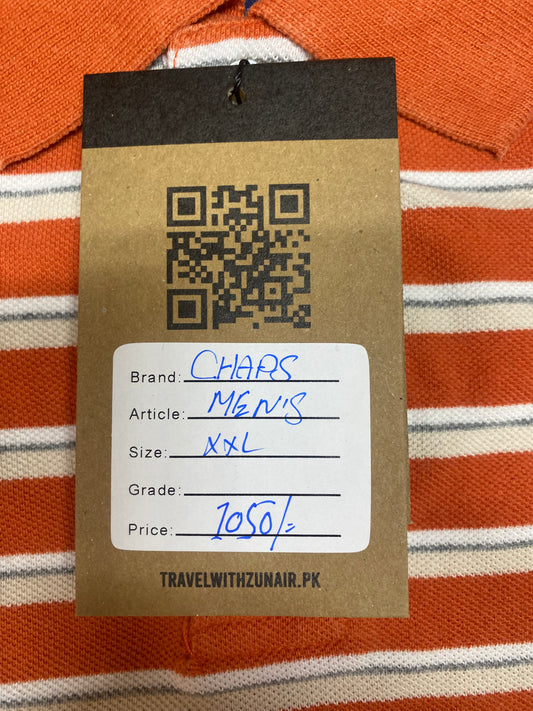 Brand: CHAPS
Article: MEN'S
Size: XXL
Grade:
Price: 1050/=
TRAVELWITHZUNAIR.PK